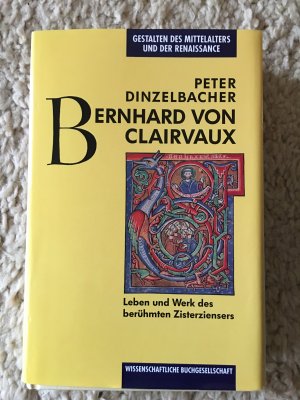 GESTALTEN DES MITTELALTERS
UND DER RENAISSANCE
PETER
DINZELBACHER
BERNHARD VON
CLAIRVAUX
Leben und Werk des
berühmten Zisterziensers
WISSENSCHAFTLICHE BUCHGESELLSCHAFT